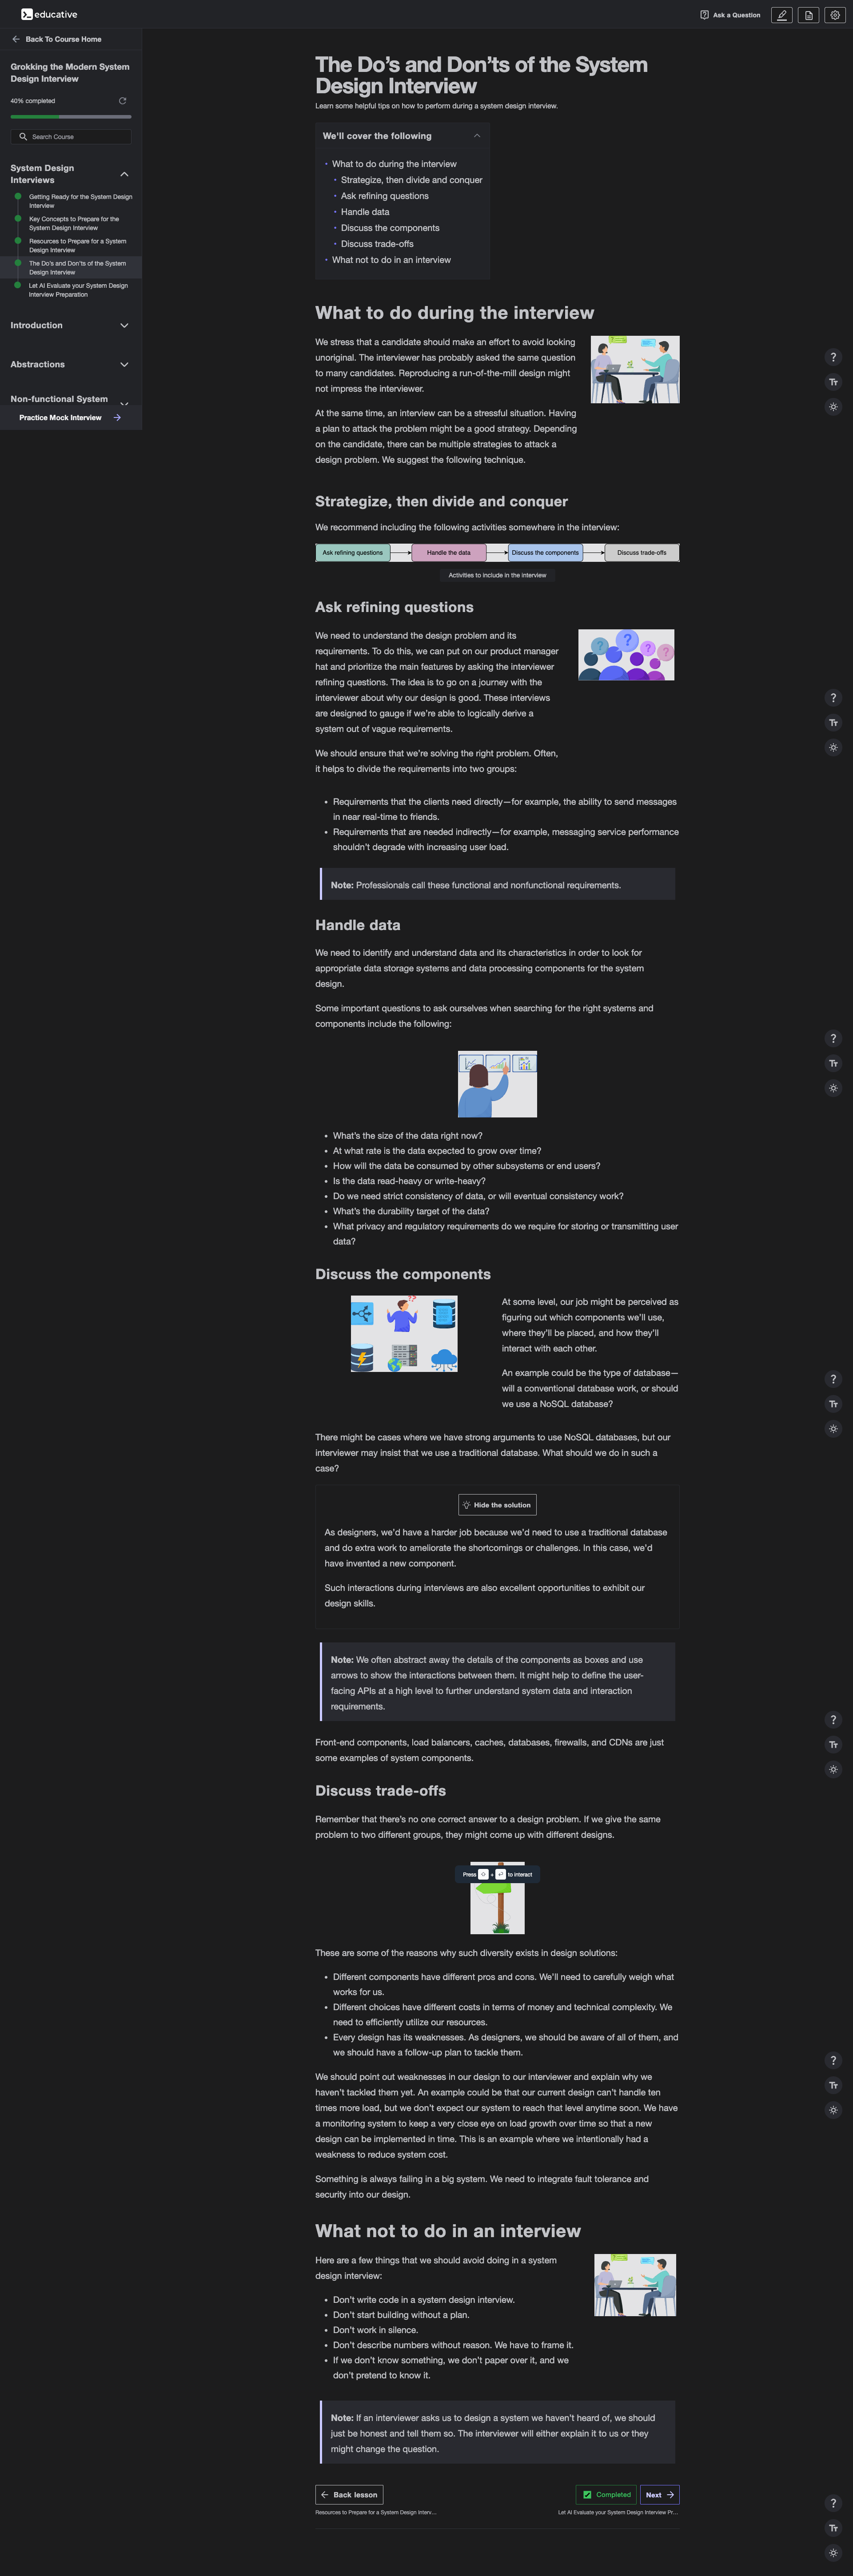 educative
Ask a Question
Back To Course Home
Grokking the Modern System
Design Interview
40% completed
Search Course
System Design
Interviews
Getting Ready for the System Design
Interview
Key Concepts to Prepare for the
System Design Interview
Resources to Prepare for a System
Design Interview
The Do's and Don'ts of the System
Design Interview
Let AI Evaluate your System Design
Interview Preparation
Introduction
Abstractions
Non-functional System
Practice Mock Interview
The Do's and Don'ts of the System
Design Interview
Learn some helpful tips on how to perform during a system design interview.
We'll cover the following
What to do during the interview
Strategize, then divide and conquer
Ask refining questions
Handle data
Discuss the components
Discuss trade-offs
What not to do in an interview
What to do during the interview
We stress that a candidate should make an effort to avoid looking
unoriginal. The interviewer has probably asked the same question
to many candidates. Reproducing a run-of-the-mill design might
not impress the interviewer.
At the same time, an interview can be a stressful situation. Having
a plan to attack the problem might be a good strategy. Depending
on the candidate, there can be multiple strategies to attack a
design problem. We suggest the following technique.
Strategize, then divide and conquer
We recommend including the following activities somewhere in the interview:
Ask refining questions
Handle the data
Discuss the components
Discuss trade-offs
Activities to include in the interview
Ask refining questions
We need to understand the design problem and its
requirements. To do this, we can put on our product manager
hat and prioritize the main features by asking the interviewer
refining questions. The idea is to go on a journey with the
interviewer about why our design is good. These interviews
are designed to gauge if we're able to logically derive a
system out of vague requirements.
We should ensure that we're solving the right problem. Often,
it helps to divide the requirements into two groups:
Requirements that the clients need directly—for example, the ability to send messages
in near real-time to friends.
Requirements that are needed indirectly—for example, messaging service performance
shouldn't degrade with increasing user load.
Note: Professionals call these functional and nonfunctional requirements.
Handle data
We need to identify and understand data and its characteristics in order to look for
appropriate data storage systems and data processing components for the system
design.
Some important questions to ask ourselves when searching for the right systems and
components include the following:
What's the size of the data right now?
At what rate is the data expected to grow over time?
How will the data be consumed by other subsystems or end users?
Is the data read-heavy or write-heavy?
Do we need strict consistency of data, or will eventual consistency work?
What's the durability target of the data?
What privacy and regulatory requirements do we require for storing or transmitting user
data?
Discuss the components
At some level, our job might be perceived as
figuring out which components we'll use,
where they'll be placed, and how they'll
interact with each other.
An example could be the type of database—
will a conventional database work, or should
we use a NoSQL database?
There might be cases where we have strong arguments to use NoSQL databases, but our
interviewer may insist that we use a traditional database. What should we do in such a
case?
Hide the solution
As designers, we'd have a harder job because we'd need to use a traditional database
and do extra work to ameliorate the shortcomings or challenges. In this case, we'd
have invented a new component.
Such interactions during interviews are also excellent opportunities to exhibit our
design skills.
Note: We often abstract away the details of the components as boxes and use
arrows to show the interactions between them. It might help to define the user-
facing APIs at a high level to further understand system data and interaction
requirements.
Front-end components, load balancers, caches, databases, firewalls, and CDNs are just
some examples of system components.
Discuss trade-offs
Remember that there's no one correct answer to a design problem. If we give the same
problem to two different groups, they might come up with different designs.
Press + to interact
These are some of the reasons why such diversity exists in design solutions:
Different components have different pros and cons. We'll need to carefully weigh what
works for us.
Different choices have different costs in terms of money and technical complexity. We
need to efficiently utilize our resources.
Every design has its weaknesses. As designers, we should be aware of all of them, and
we should have a follow-up plan to tackle them.
We should point out weaknesses in our design to our interviewer and explain why we
haven't tackled them yet. An example could be that our current design can't handle ten
times more load, but we don't expect our system to reach that level anytime soon. We have
a monitoring system to keep a very close eye on load growth over time so that a new
design can be implemented in time. This is an example where we intentionally had a
weakness to reduce system cost.
Something is always failing in a big system. We need to integrate fault tolerance and
security into our design.
What not to do in an interview
Here are a few things that we should avoid doing in a system
design interview:
Don't write code in a system design interview.
Don't start building without a plan.
Don't work in silence.
Don't describe numbers without reason. We have to frame it.
If we don't know something, we don't paper over it, and we
don't pretend to know it.
Note: If an interviewer asks us to design a system we haven't heard of, we should
just be honest and tell them so. The interviewer will either explain it to us or they
might change the question.
Back lesson
Completed
Next
Resources to Prepare for a System Design Interv...
Let AI Evaluate your System Design Interview Pr...